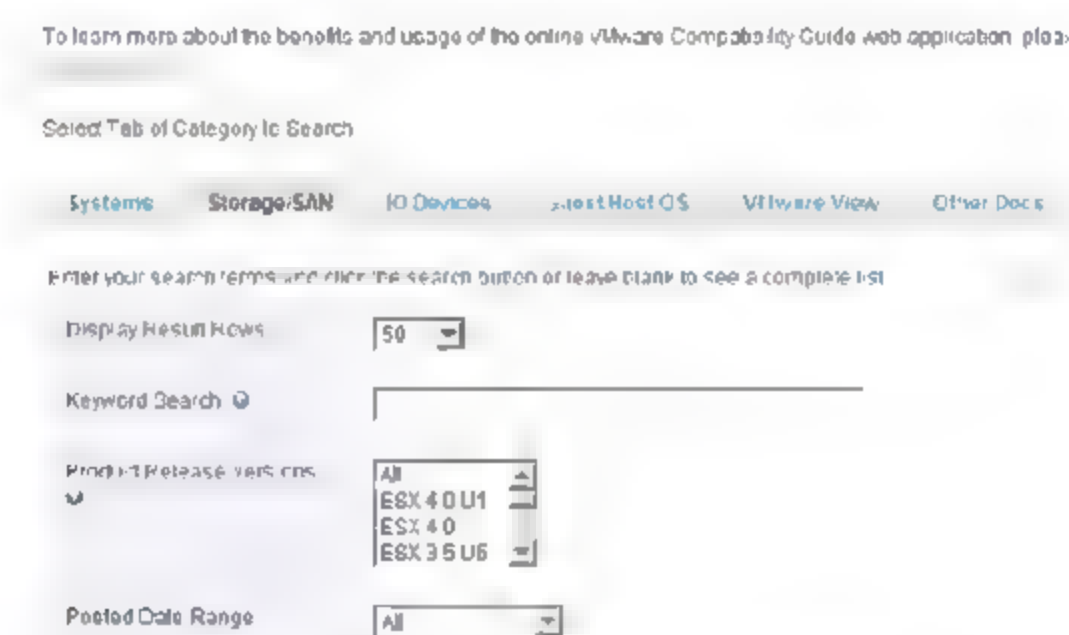 To learn more about the benefits and usage of the online VMware Compatibility Guide web application, pleas
Select Tab of Category to Search
Systems Storage/SAN IO Devices Guest/Host OS VMware View Other Docs
Enter your search terms and click the search button or leave blank to see a complete list
Display Result Rows 50
Keyword Search
Product Release Versions All
ESX 4.0 U1
ESX 4.0
ESX 3.5 U5
Posted Date Range All